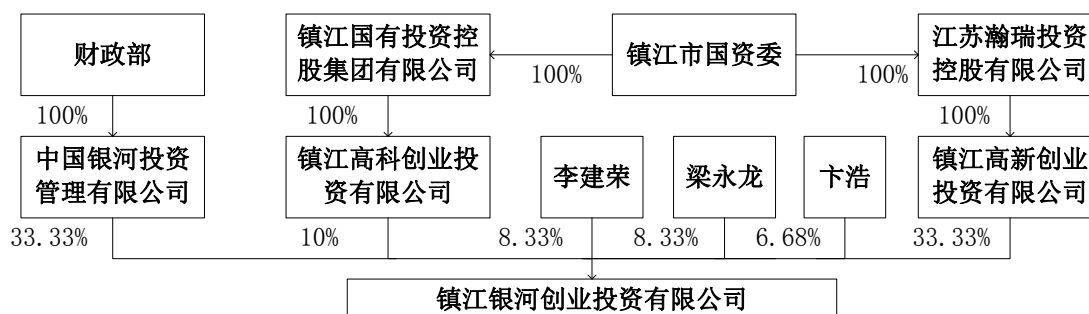 财政部
镇江国有投资控
股集团有限公司
镇江市国资委
江苏瀚瑞投资
控股有限公司
100%
100%
100%
100%
100%
中国银河投资
管理有限公司
镇江高科创业投
资有限公司
李建荣
梁永龙
卞浩
镇江高新创业
投资有限公司
33.33%
10%
8.33%
8.33%
6.68%
33.33%
镇江银河创业投资有限公司